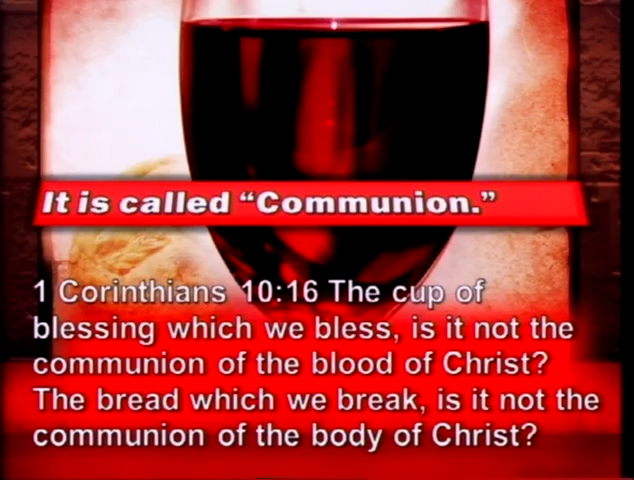 It is called “Communion.”
1 Corinthians 10:16 The cup of
blessing which we bless, is it not the
communion of the blood of Christ?
The bread which we break, is it not the
communion of the body of Christ?